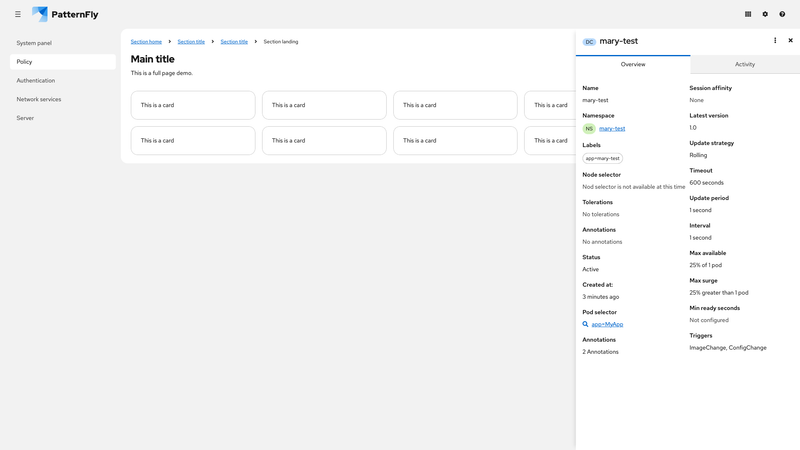 PatternFly
System panel
Policy
Authentication
Network services
Server
Section home
Section title
Section title
Section landing
Main title
This is a full page demo.
This is a card
This is a card
This is a card
This is a card
This is a card
This is a card
This is a card
This is a card
DC mary-test
Overview
Activity
Name
mary-test
Namespace
NS mary-test
Labels
app=mary-test
Node selector
Nod selector is not available at this time
Tolerations
No tolerations
Annotations
No annotations
Status
Active
Created at:
3 minutes ago
Pod selector
app=MyApp
Annotations
2 Annotations
Session affinity
None
Latest version
1.0
Update strategy
Rolling
Timeout
600 seconds
Update period
1 second
Interval
1 second
Max available
25% of 1 pod
Max surge
25% greater than 1 pod
Min ready seconds
Not configured
Triggers
ImageChange, ConfigChange